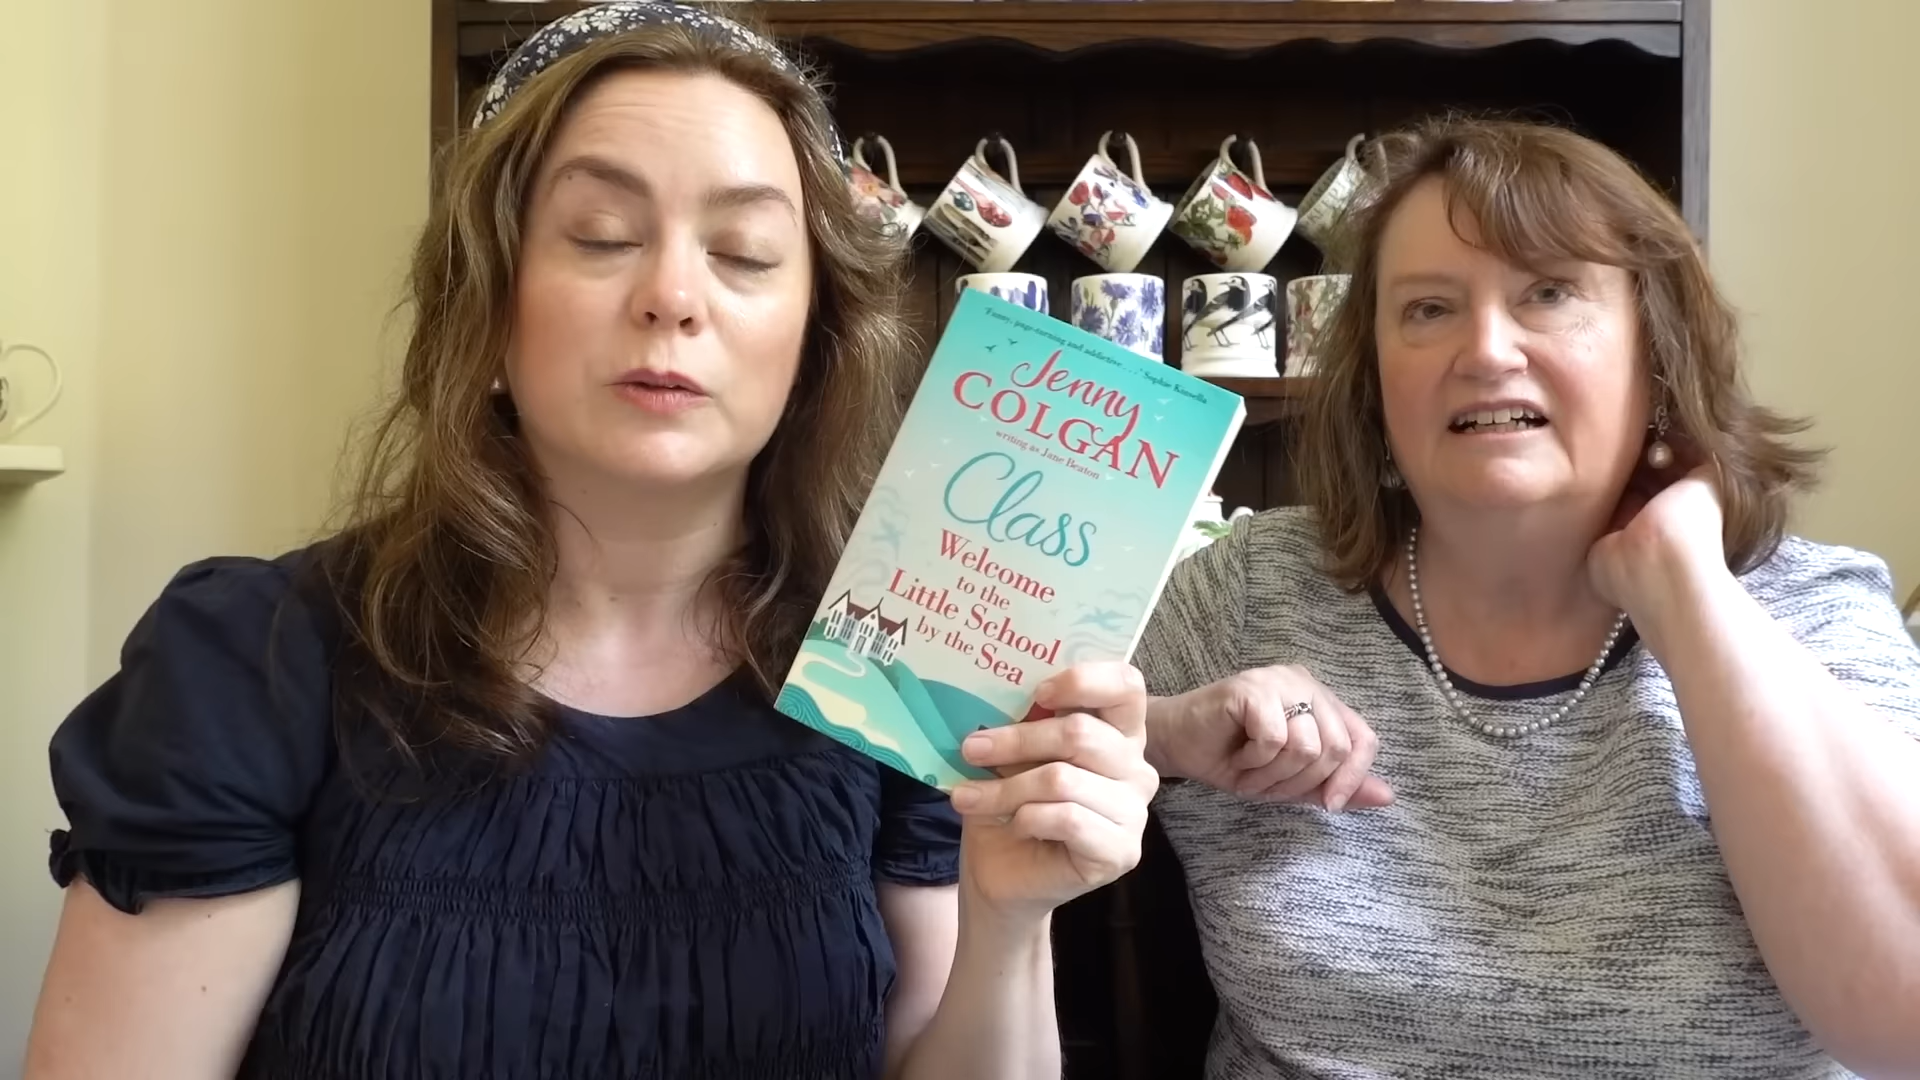 "Funny, page-turning and addictive . . ." Sophie Kinsella
Jenny
COLGAN
writing as Jane Beaton
Class
Welcome
to the
Little School
by the Sea